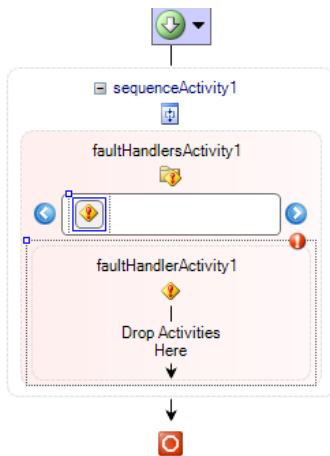 sequenceActivity1
faultHandlersActivity1
faultHandlerActivity1
Drop Activities
Here